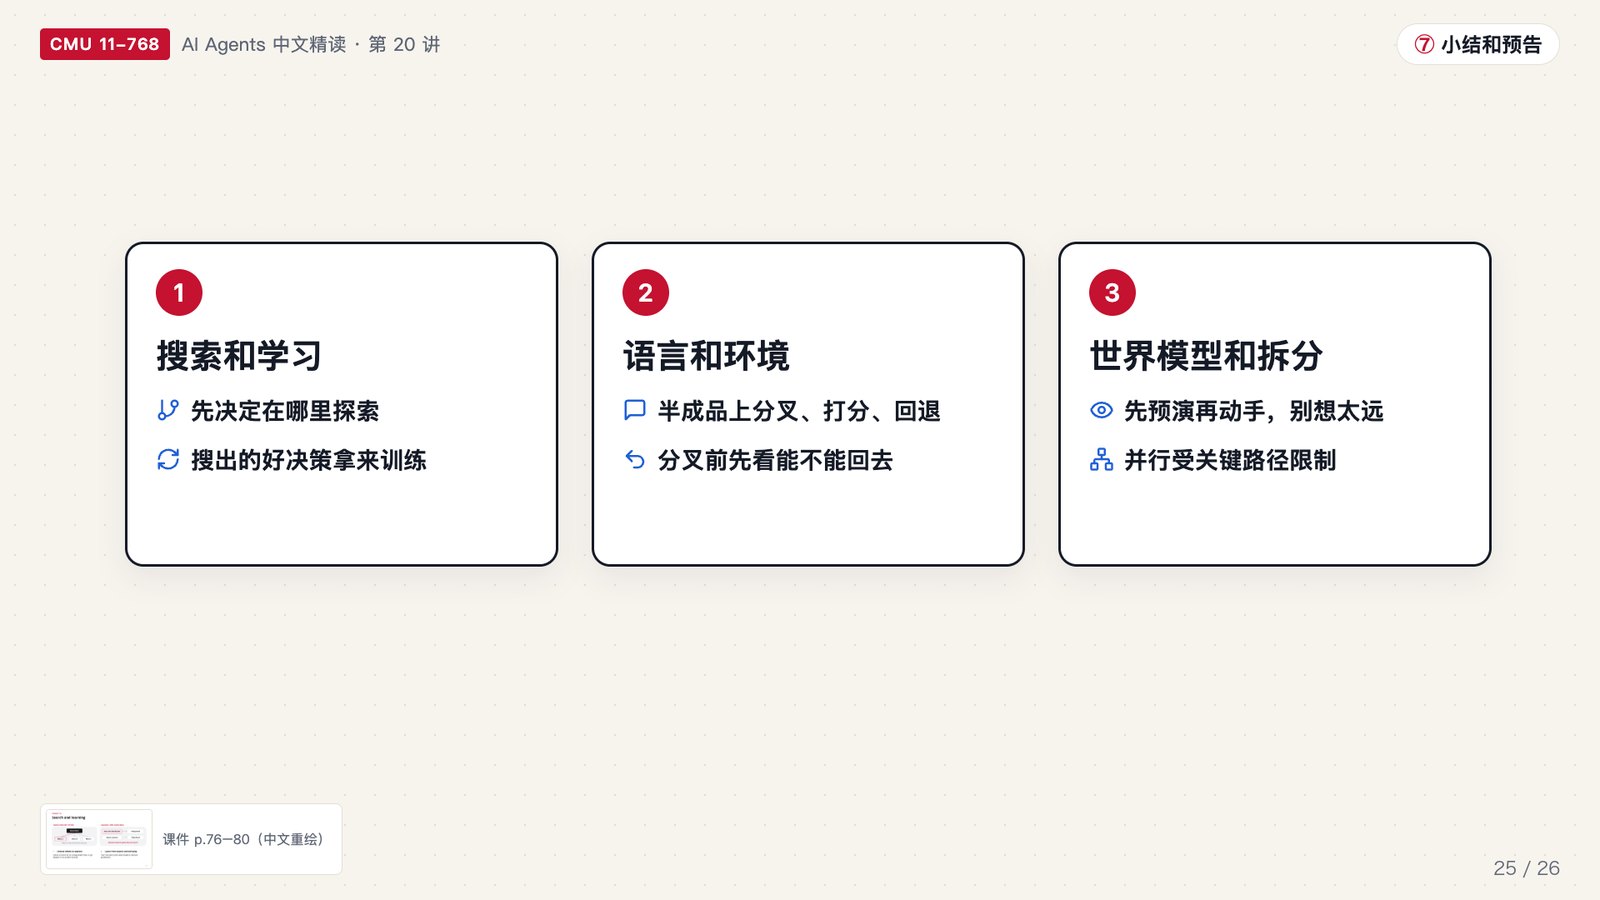 CMU 11-768 AI Agents 中文精读 · 第 20 讲
⑦ 小结和预告
1
搜索和学习
先决定在哪里探索
搜出的好决策拿来训练
2
语言和环境
半成品上分叉、打分、回退
分叉前先看能不能回去
3
世界模型和拆分
先预演再动手，别想太远
并行受关键路径限制
Search and learning
课件 p.76–80（中文重绘）
25 / 26